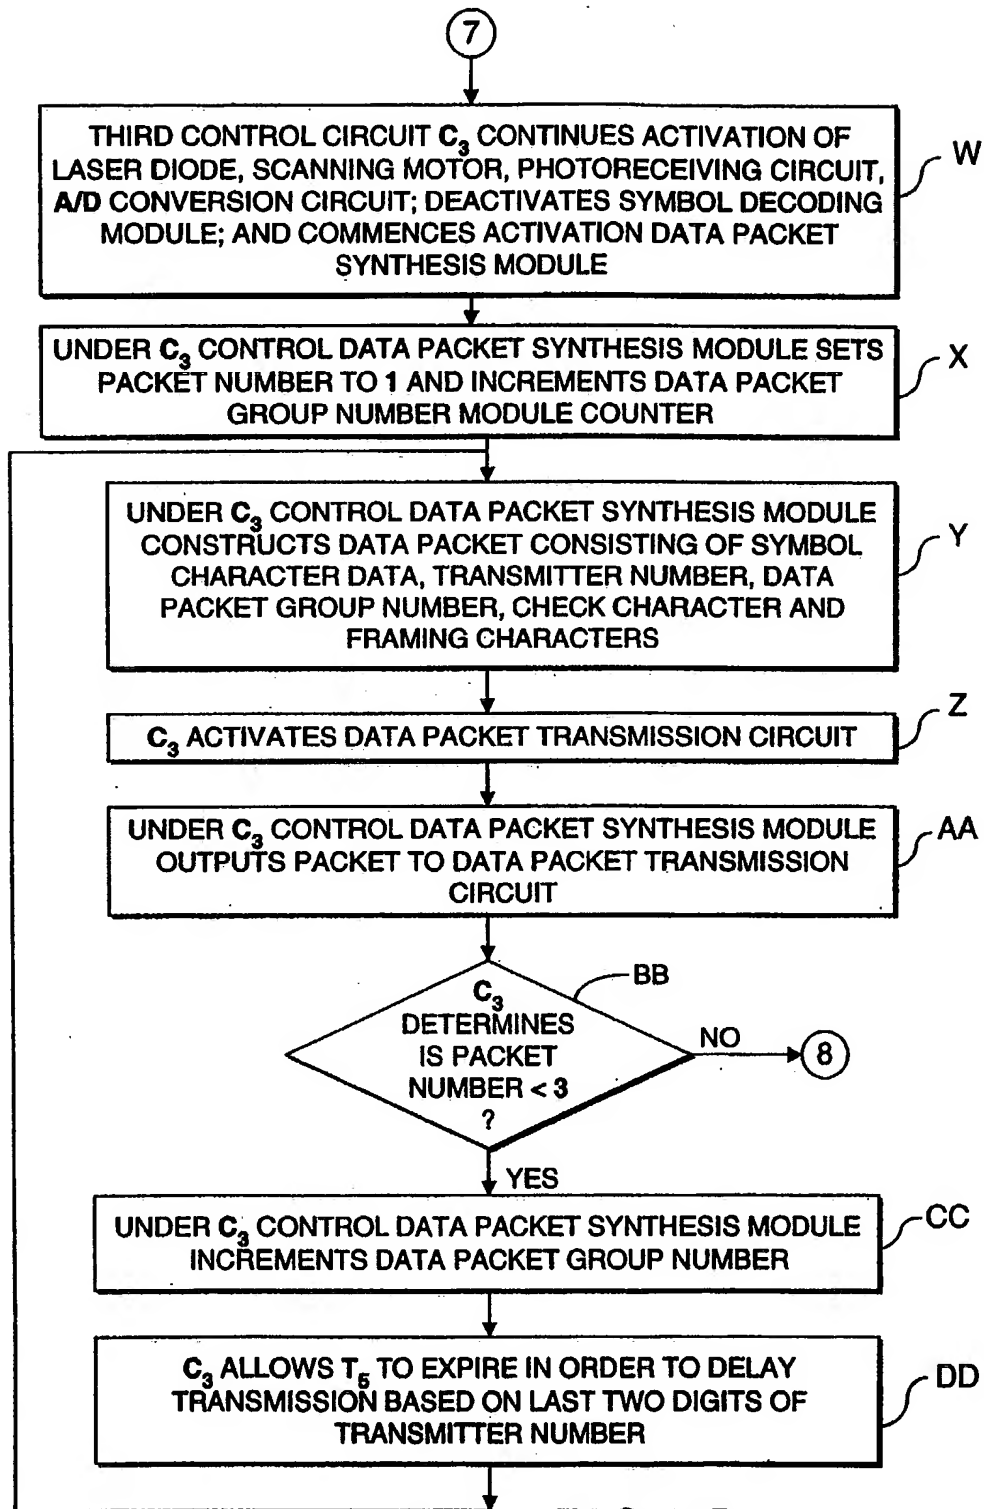 7
THIRD CONTROL CIRCUIT C3 CONTINUES ACTIVATION OF
LASER DIODE, SCANNING MOTOR, PHOTORECEIVING CIRCUIT,
A/D CONVERSION CIRCUIT; DEACTIVATES SYMBOL DECODING
MODULE; AND COMMENCES ACTIVATION DATA PACKET
SYNTHESIS MODULE
W
UNDER C3 CONTROL DATA PACKET SYNTHESIS MODULE SETS
PACKET NUMBER TO 1 AND INCREMENTS DATA PACKET
GROUP NUMBER MODULE COUNTER
X
UNDER C3 CONTROL DATA PACKET SYNTHESIS MODULE
CONSTRUCTS DATA PACKET CONSISTING OF SYMBOL
CHARACTER DATA, TRANSMITTER NUMBER, DATA
PACKET GROUP NUMBER, CHECK CHARACTER AND
FRAMING CHARACTERS
Y
C3 ACTIVATES DATA PACKET TRANSMISSION CIRCUIT
Z
UNDER C3 CONTROL DATA PACKET SYNTHESIS MODULE
OUTPUTS PACKET TO DATA PACKET TRANSMISSION
CIRCUIT
AA
C3
DETERMINES
IS PACKET
NUMBER < 3
?
BB
NO
8
YES
UNDER C3 CONTROL DATA PACKET SYNTHESIS MODULE
INCREMENTS DATA PACKET GROUP NUMBER
CC
C3 ALLOWS T5 TO EXPIRE IN ORDER TO DELAY
TRANSMISSION BASED ON LAST TWO DIGITS OF
TRANSMITTER NUMBER
DD